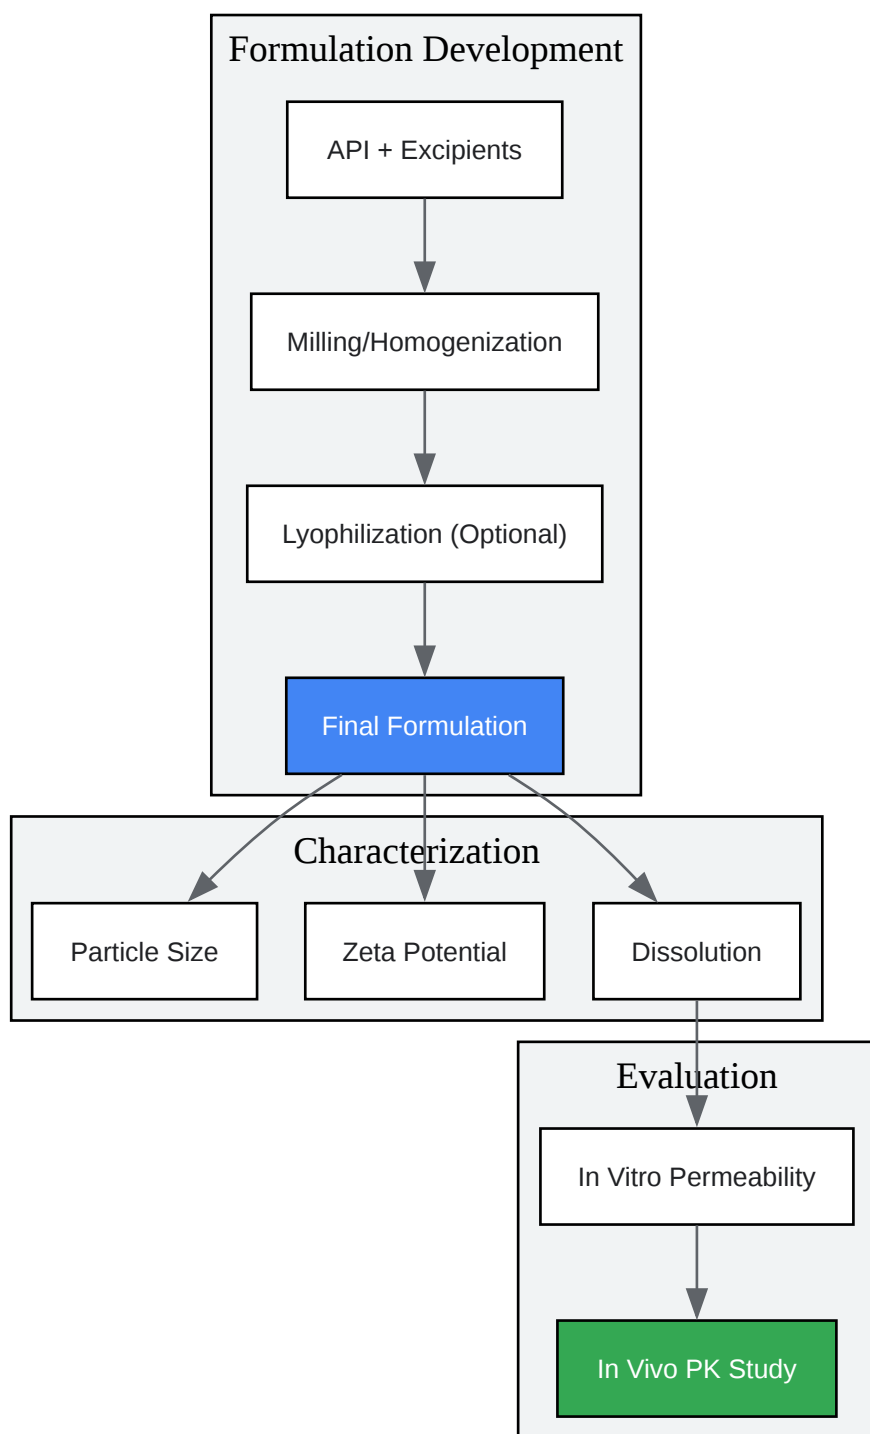 Formulation Development
API + Excipients
Milling/Homogenization
Lyophilization (Optional)
Final Formulation
Characterization
Particle Size
Zeta Potential
Dissolution
Evaluation
In Vitro Permeability
In Vivo PK Study